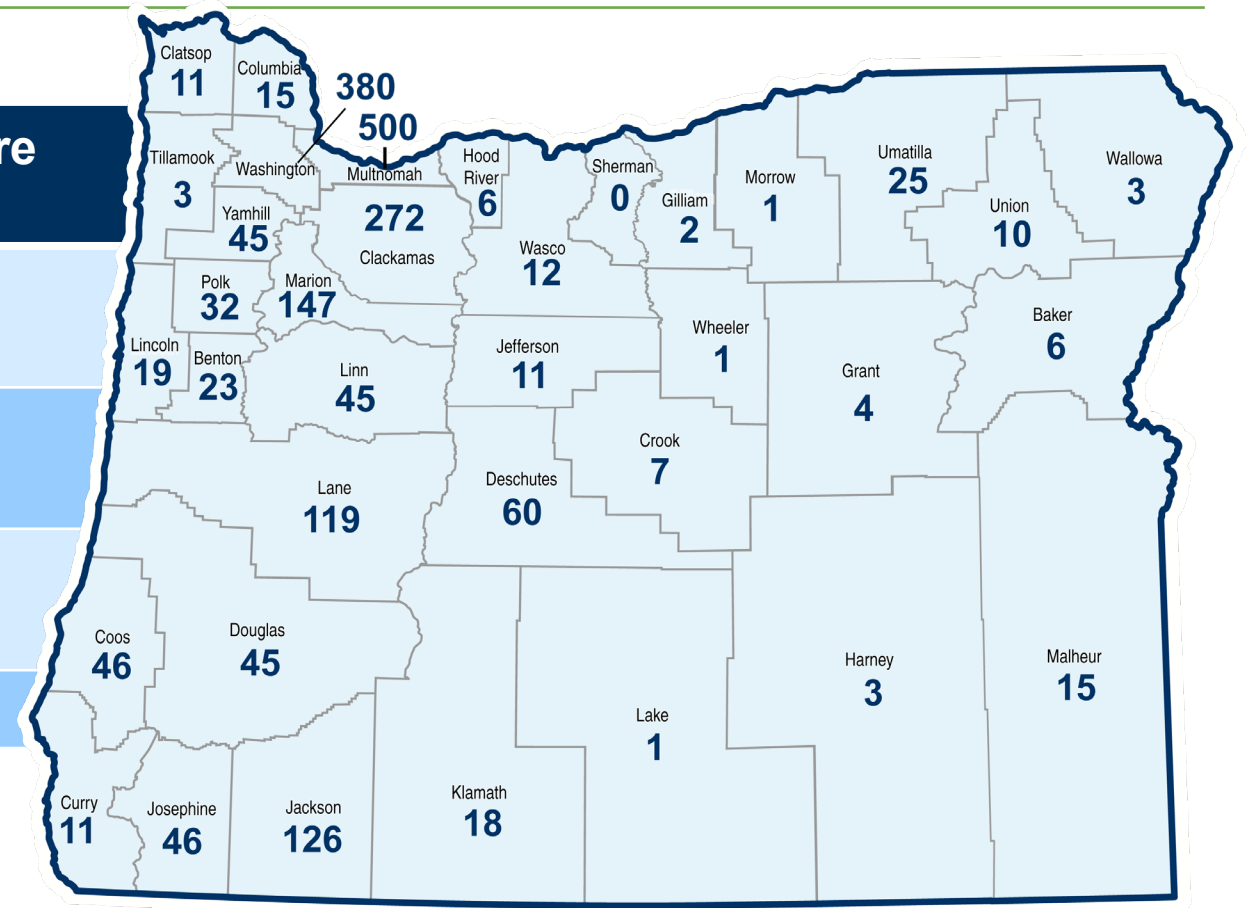 re
Clatsop
11
Columbia
15
380
500
Tillamook
3
Washington
Multnomah
Hood
River
6
Sherman
0
Gilliam
2
Morrow
1
Umatilla
25
Wallowa
3
Union
10
Yamhill
45
272
Clackamas
Wasco
12
Polk
32
Marion
147
Lincoln
19
Benton
23
Linn
45
Jefferson
11
Wheeler
1
Grant
4
Baker
6
Crook
7
Deschutes
60
Lane
119
Coos
46
Douglas
45
Harney
3
Malheur
15
Lake
1
Klamath
18
Curry
11
Josephine
46
Jackson
126